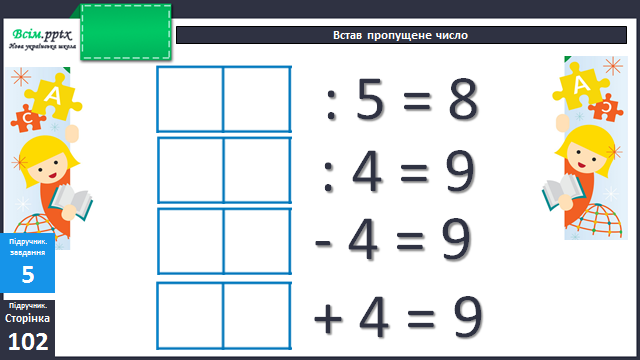 Всім.pptx
Нова українська школа
Встав пропущене число
: 5 = 8
: 4 = 9
- 4 = 9
+ 4 = 9
Підручник.
завдання
5
Підручник.
Сторінка
102